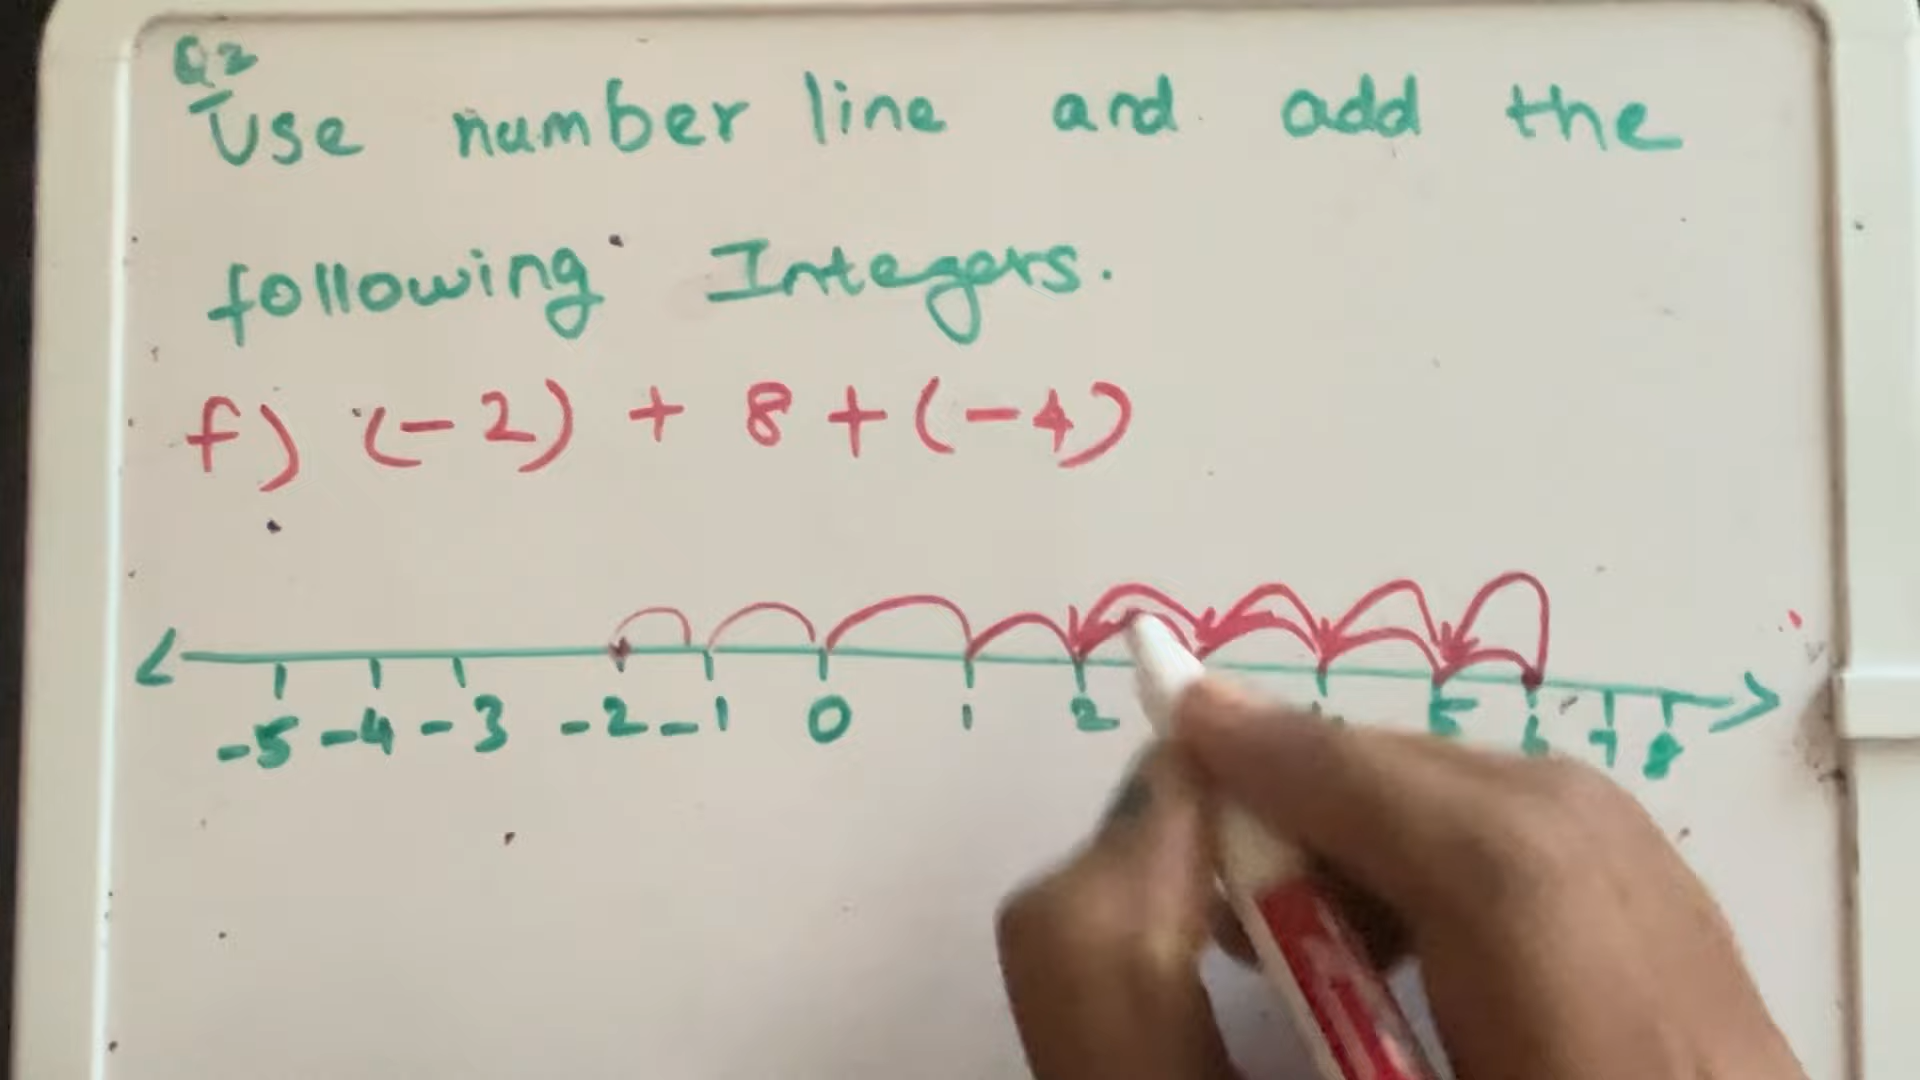 Q2
Use number line and add the
following Integers.
f) (-2) + 8 + (-4)
-5 -4 -3 -2 -1 0 1 2 5 6 7 8